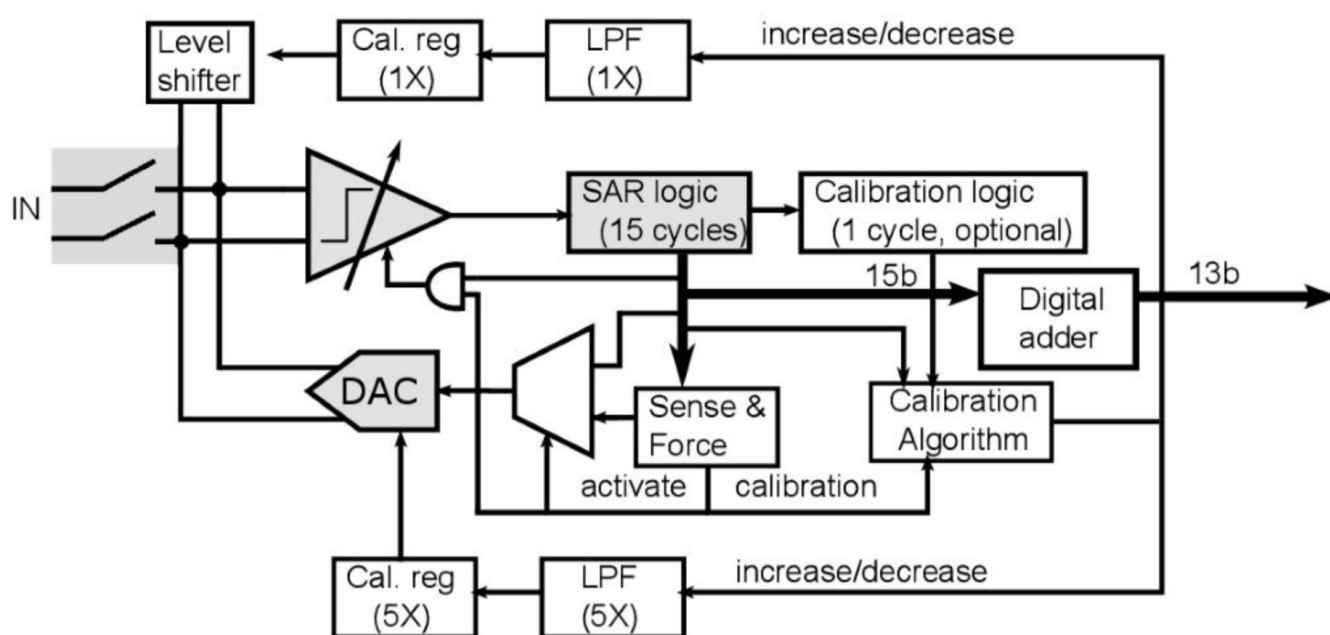 Level
shifter
Cal. reg
(1X)
LPF
(1X)
increase/decrease
IN
SAR logic
(15 cycles)
Calibration logic
(1 cycle, optional)
15b
13b
Digital
adder
DAC
Sense &
Force
Calibration
Algorithm
activate
calibration
Cal. reg
(5X)
LPF
(5X)
increase/decrease